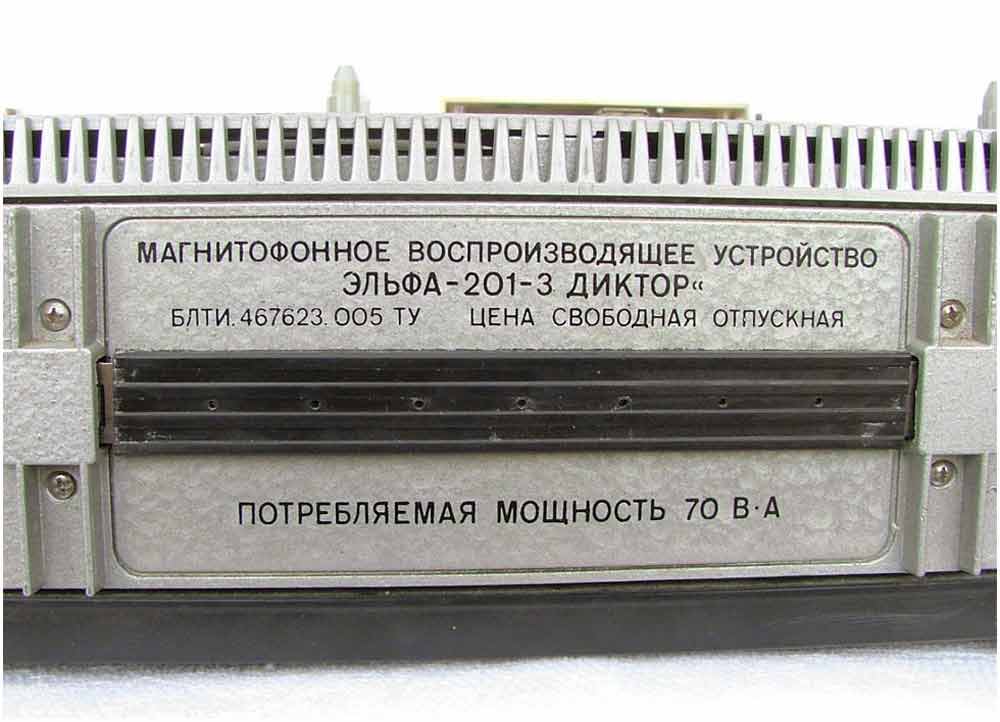 МАГНИТОФОННОЕ ВОСПРОИЗВОДЯЩЕЕ УСТРОЙСТВО
ЭЛЬФА-201-3 ДИКТОР“
БЛТИ.467623.005 ТУ ЦЕНА СВОБОДНАЯ ОТПУСКНАЯ
ПОТРЕБЛЯЕМАЯ МОЩНОСТЬ 70 В·А